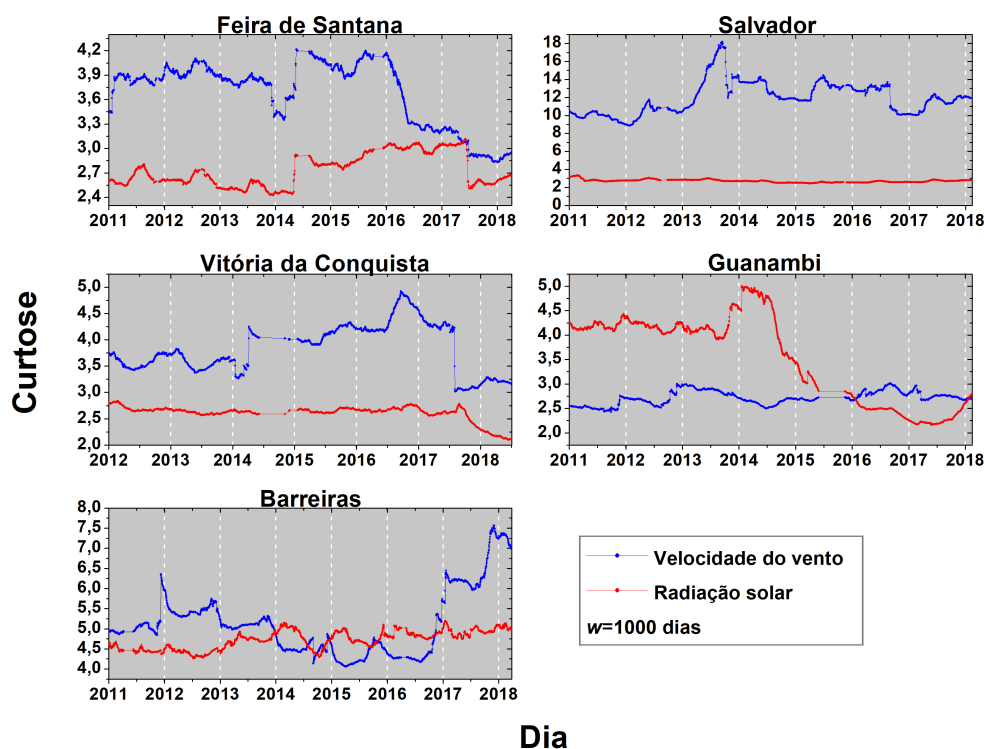 Feira de Santana
4,2
3,9
3,6
3,3
3,0
2,7
2,4
2011 2012 2013 2014 2015 2016 2017 2018
Salvador
18
16
14
12
10
8
6
4
2
0
2011 2012 2013 2014 2015 2016 2017 2018
Vitória da Conquista
5,0
4,5
4,0
3,5
3,0
2,5
2,0
2012 2013 2014 2015 2016 2017 2018
Guanambi
5,0
4,5
4,0
3,5
3,0
2,5
2,0
2011 2012 2013 2014 2015 2016 2017 2018
Curtose
Barreiras
8,0
7,5
7,0
6,5
6,0
5,5
5,0
4,5
4,0
2011 2012 2013 2014 2015 2016 2017 2018
Velocidade do vento
Radiação solar
w=1000 dias
Dia